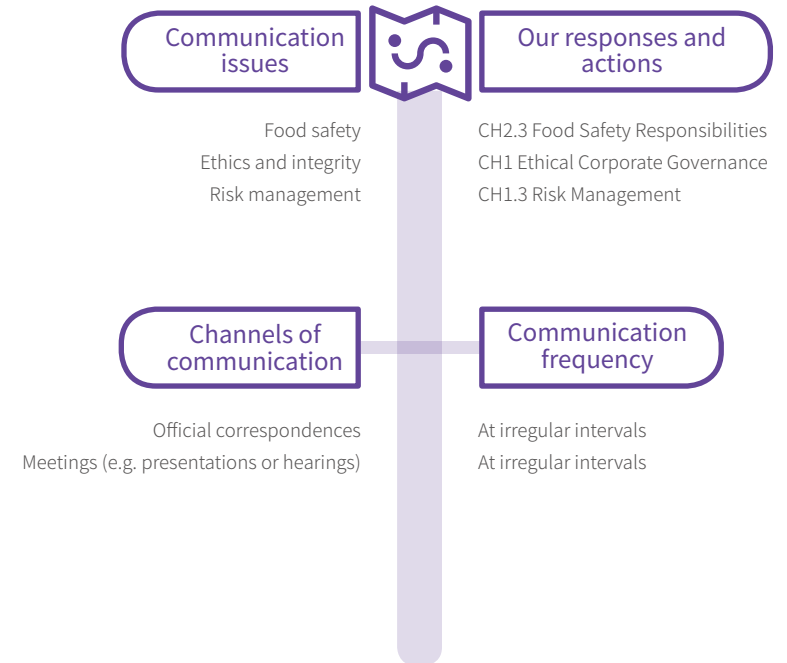 Communication
issues
Our responses and
actions
Food safety
CH2.3 Food Safety Responsibilities
Ethics and integrity
CH1 Ethical Corporate Governance
Risk management
CH1.3 Risk Management
Channels of
communication
Communication
frequency
Official correspondences
At irregular intervals
Meetings (e.g. presentations or hearings)
At irregular intervals